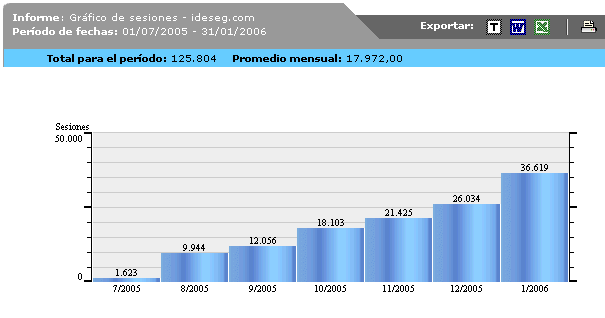 Informe: Gráfico de sesiones - ideseg.com
Período de fechas: 01/07/2005 - 31/01/2006
Exportar: T W X
Total para el período: 125.804 Promedio mensual: 17.972,00
Sesiones
50.000
36.619
26.034
21.425
18.103
12.056
9.944
1.623
0
7/2005 8/2005 9/2005 10/2005 11/2005 12/2005 1/2006